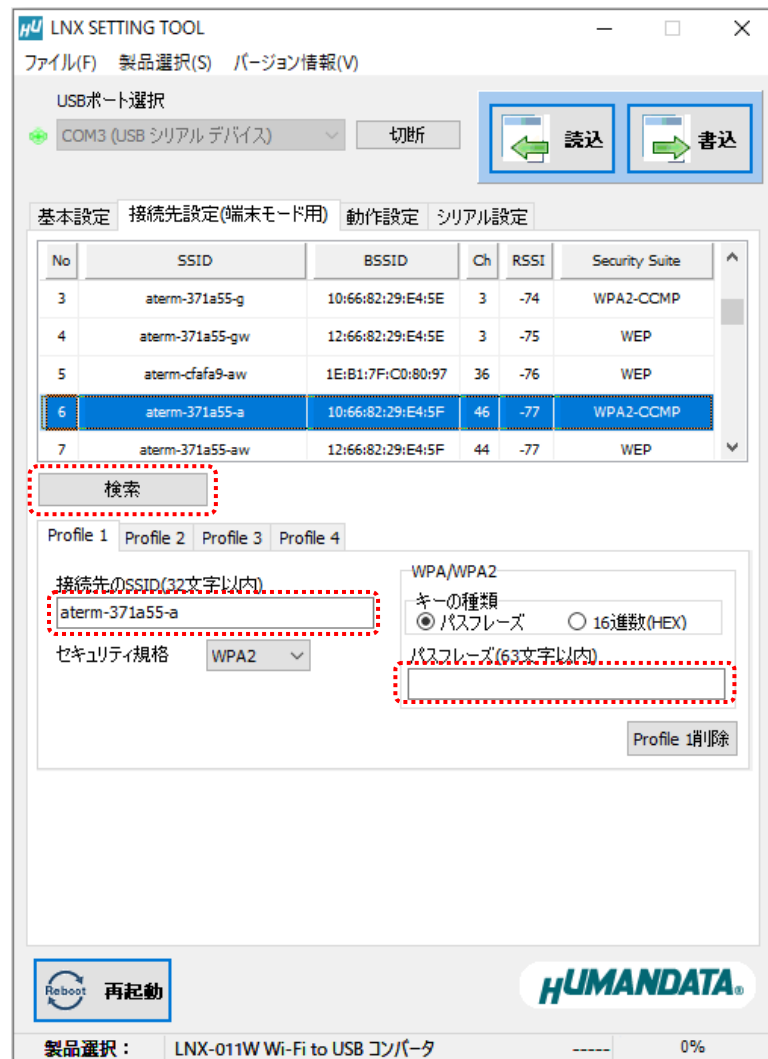 HU LNX SETTING TOOL
ファイル(F) 製品選択(S) バージョン情報(V)
USBポート選択
COM3 (USB シリアル デバイス) 切断 読込 書込
基本設定 接続先設定(端末モード用) 動作設定 シリアル設定
No SSID BSSID Ch RSSI Security Suite
3 aterm-371a55-g 10:66:82:29:E4:5E 3 -74 WPA2-CCMP
4 aterm-371a55-gw 12:66:82:29:E4:5E 3 -75 WEP
5 aterm-cfafa9-aw 1E:B1:7F:C0:80:97 36 -76 WEP
6 aterm-371a55-a 10:66:82:29:E4:5F 46 -77 WPA2-CCMP
7 aterm-371a55-aw 12:66:82:29:E4:5F 44 -77 WEP
検索
Profile 1 Profile 2 Profile 3 Profile 4
接続先のSSID(32文字以内)
aterm-371a55-a
セキュリティ規格 WPA2
WPA/WPA2
キーの種類
パスフレーズ 16進数(HEX)
パスフレーズ(63文字以内)
Profile 1削除
Reboot 再起動
HUMANDATA®
製品選択： LNX-011W Wi-Fi to USB コンバータ ----- 0%